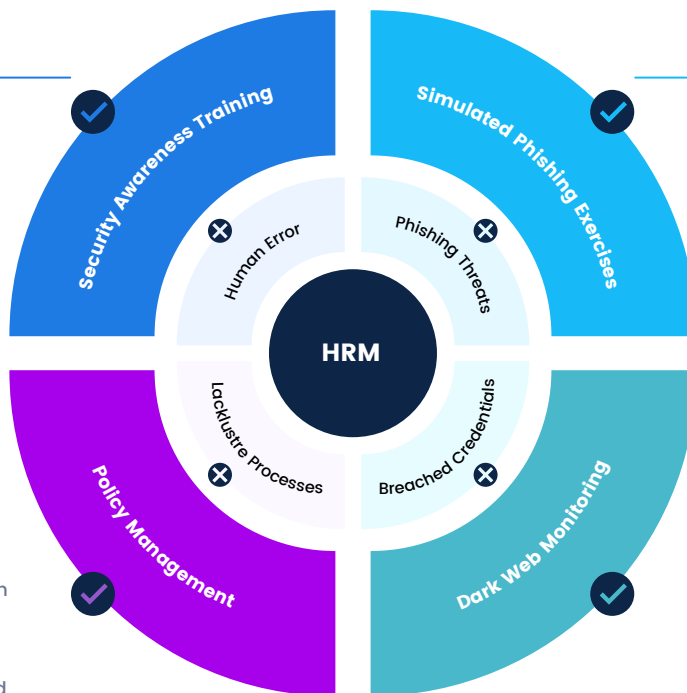 Security Awareness Training
Simulated Phishing Exercises
Human Error
Phishing Threats
HRM
Lacklustre Processes
Breached Credentials
Policy Management
Dark Web Monitoring